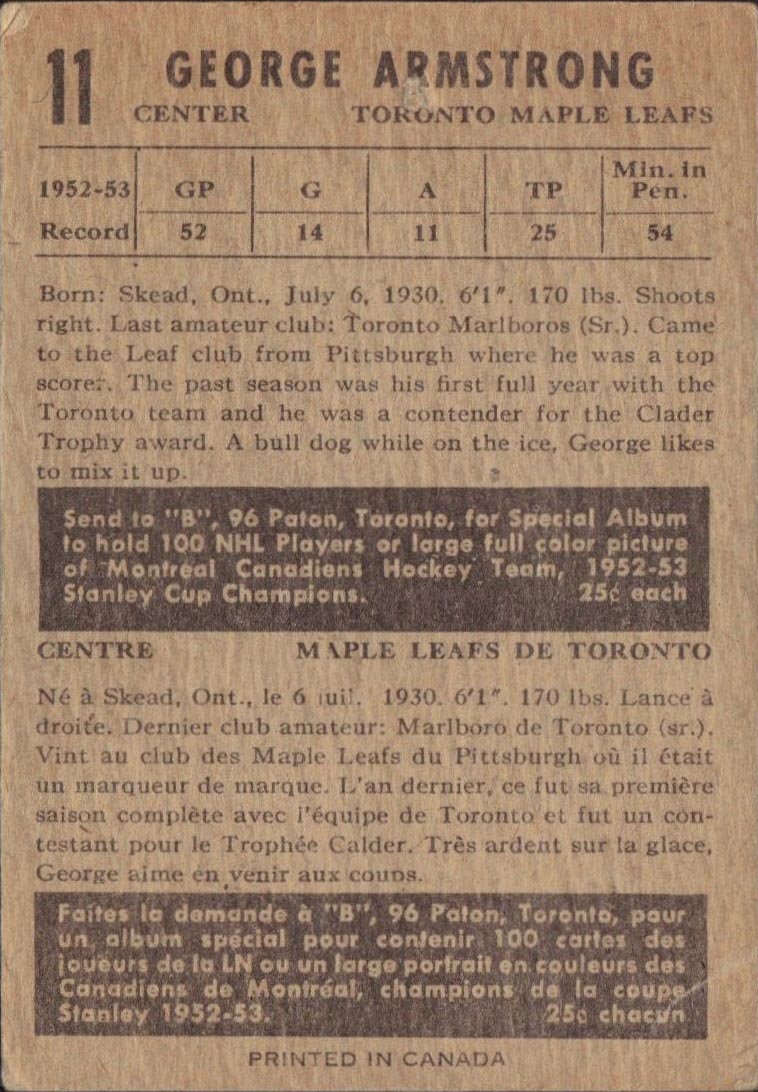 11 GEORGE ARMSTRONG
CENTER TORONTO MAPLE LEAFS
1952-53 GP G A TP Min. in Pen.
Record 52 14 11 25 54
Born: Skead, Ont., July 6, 1930. 6'1". 170 lbs. Shoots
right. Last amateur club: Toronto Marlboros (Sr.). Came
to the Leaf club from Pittsburgh where he was a top
scorer. The past season was his first full year with the
Toronto team and he was a contender for the Clader
Trophy award. A bull dog while on the ice, George likes
to mix it up.
Send to "B", 96 Paton, Toronto, for Special Album
to hold 100 NHL Players or large full color picture
of Montreal Canadiens Hockey Team, 1952-53
Stanley Cup Champions. 25¢ each
CENTRE MAPLE LEAFS DE TORONTO
Né à Skead, Ont., le 6 juil. 1930. 6'1". 170 lbs. Lance à
droite. Dernier club amateur: Marlboro de Toronto (sr.).
Vint au club des Maple Leafs du Pittsburgh où il était
un marqueur de marque. L'an dernier, ce fut sa première
saison complète avec l'équipe de Toronto et fut un con-
testant pour le Trophée Calder. Très ardent sur la glace,
George aime en venir aux coups.
Faites la demande à "B", 96 Paton, Toronto, pour
un album spécial pour contenir 100 cartes des
joueurs de la LN ou un large portrait en couleurs des
Canadiens de Montréal, champions de la coupe
Stanley 1952-53. 25¢ chacun
PRINTED IN CANADA